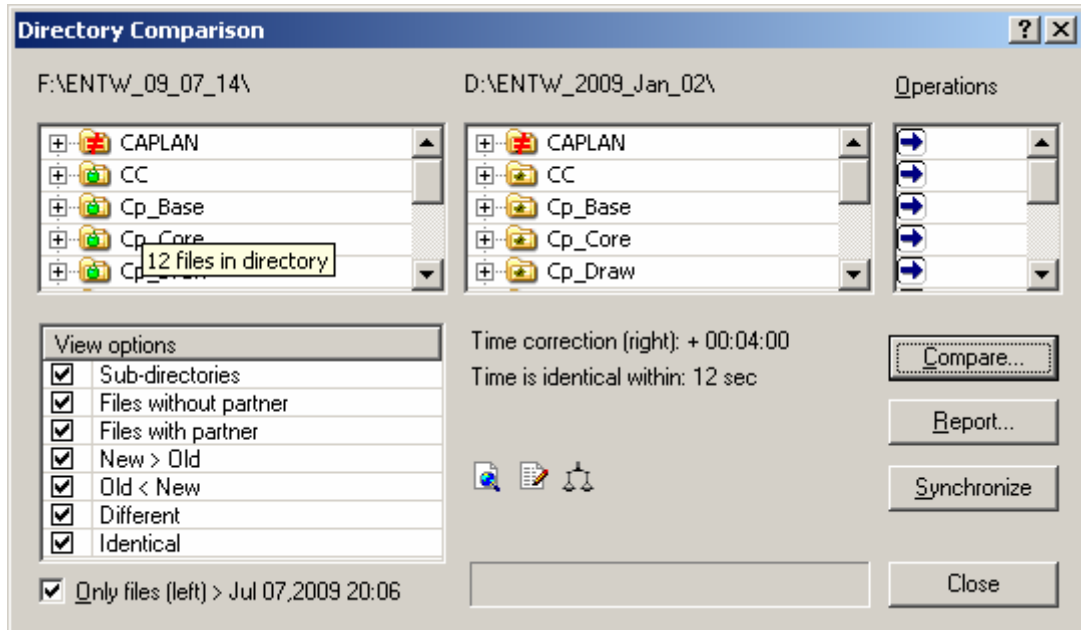 Directory Comparison
F:\ENTW_09_07_14\
D:\ENTW_2009_Jan_02\
Operations
CAPLAN
CC
Cp_Base
Cp_Core
12 files in directory
CAPLAN
CC
Cp_Base
Cp_Core
Cp_Draw
View options
Sub-directories
Files without partner
Files with partner
New > Old
Old < New
Different
Identical
Only files (left) > Jul 07,2009 20:06
Time correction (right): + 00:04:00
Time is identical within: 12 sec
Compare...
Report...
Synchronize
Close